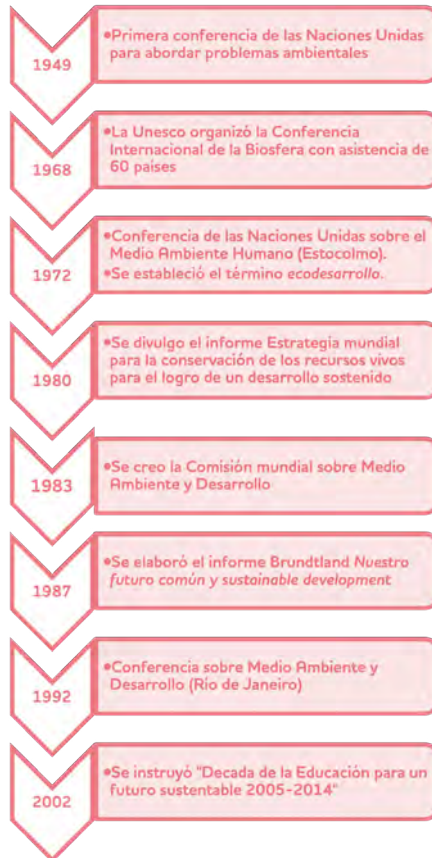 1949
•Primera conferencia de las Naciones Unidas
para abordar problemas ambientales
1968
•La Unesco organizó la Conferencia
Internacional de la Biosfera con asistencia de
60 países
1972
•Conferencia de las Naciones Unidas sobre el
Medio Ambiente Humano (Estocolmo).
•Se estableció el término ecodesarrollo.
1980
•Se divulgo el informe Estrategia mundial
para la conservación de los recursos vivos
para el logro de un desarrollo sostenido
1983
•Se creo la Comisión mundial sobre Medio
Ambiente y Desarrollo
1987
•Se elaboró el informe Brundtland Nuestro
futuro común y sustainable development
1992
•Conferencia sobre Medio Ambiente y
Desarrollo (Río de Janeiro)
2002
•Se instruyó "Decada de la Educación para un
futuro sustentable 2005-2014"